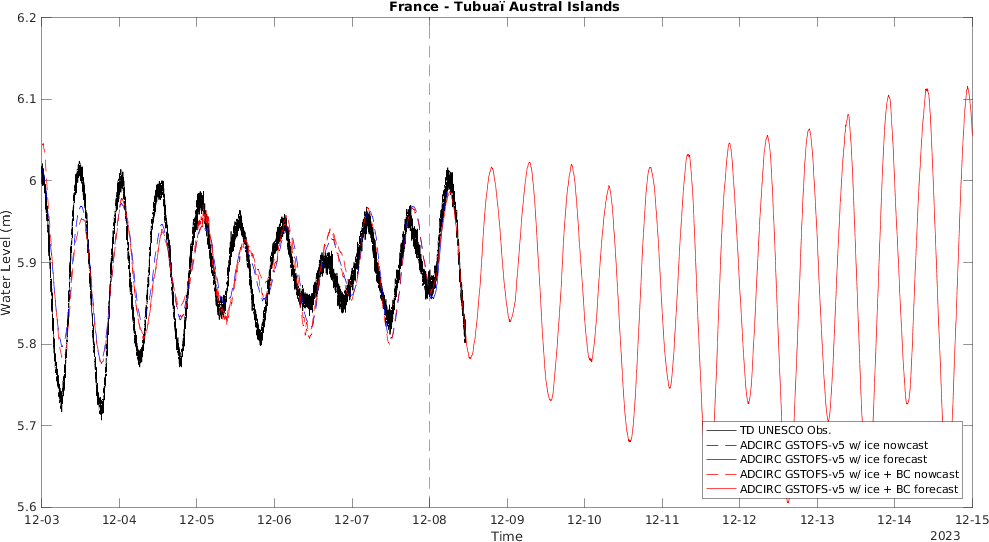 France - Tubuaï Austral Islands
Water Level (m)
6.2
6.1
6
5.9
5.8
5.7
5.6
TD UNESCO Obs.
ADCIRC GSTOFS-v5 w/ ice nowcast
ADCIRC GSTOFS-v5 w/ ice forecast
ADCIRC GSTOFS-v5 w/ ice + BC nowcast
ADCIRC GSTOFS-v5 w/ ice + BC forecast
12-03 12-04 12-05 12-06 12-07 12-08 12-09 12-10 12-11 12-12 12-13 12-14 12-15
Time
2023